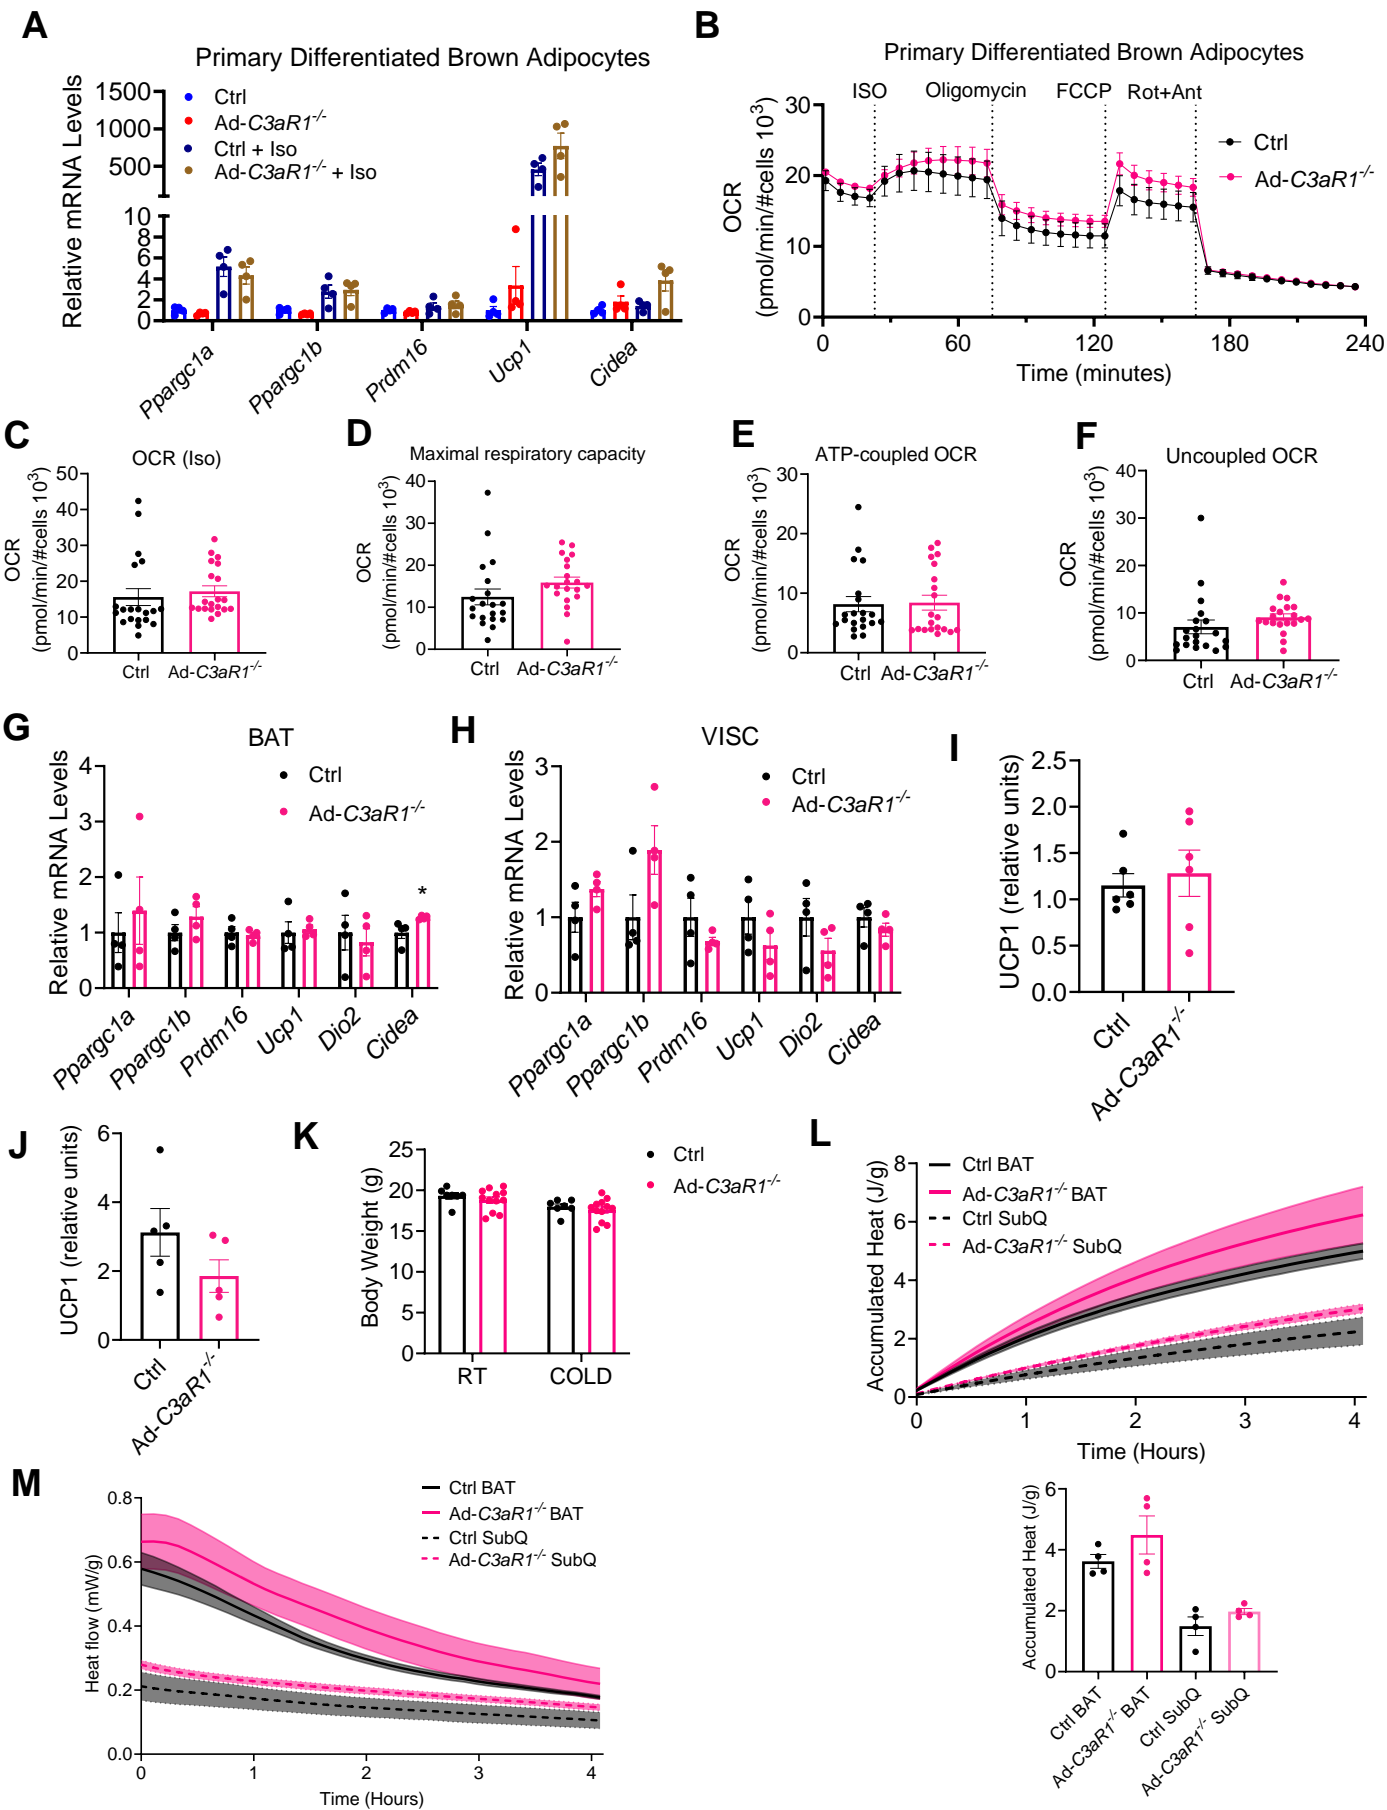 A
Primary Differentiated Brown Adipocytes
Relative mRNA Levels
1500
1000
500
10
8
6
4
2
0
Ctrl
Ad-C3aR1-/-
Ctrl + Iso
Ad-C3aR1-/- + Iso
Ppargc1a
Ppargc1b
Prdm16
Ucp1
Cidea
B
Primary Differentiated Brown Adipocytes
ISO
Oligomycin
FCCP
Rot+Ant
OCR
(pmol/min/#cells 103)
30
20
10
0
Ctrl
Ad-C3aR1-/-
0
60
120
180
240
Time (minutes)
C
OCR (Iso)
OCR
(pmol/min/#cells 103)
50
40
30
20
10
0
Ctrl
Ad-C3aR1-/-
D
Maximal respiratory capacity
OCR
(pmol/min/#cells 103)
40
30
20
10
0
Ctrl
Ad-C3aR1-/-
E
ATP-coupled OCR
OCR
(pmol/min/#cells 103)
30
20
10
0
Ctrl
Ad-C3aR1-/-
F
Uncoupled OCR
OCR
(pmol/min/#cells 103)
40
30
20
10
0
Ctrl
Ad-C3aR1-/-
G
BAT
Relative mRNA Levels
4
3
2
1
0
Ctrl
Ad-C3aR1-/-
*
Ppargc1a
Ppargc1b
Prdm16
Ucp1
Dio2
Cidea
H
VISC
Relative mRNA Levels
3
2
1
0
Ctrl
Ad-C3aR1-/-
Ppargc1a
Ppargc1b
Prdm16
Ucp1
Dio2
Cidea
I
UCP1 (relative units)
2.5
2.0
1.5
1.0
0.5
0.0
Ctrl
Ad-C3aR1-/-
J
UCP1 (relative units)
6
4
2
0
Ctrl
Ad-C3aR1-/-
K
Body Weight (g)
25
20
15
10
5
0
Ctrl
Ad-C3aR1-/-
RT
COLD
L
Accumulated Heat (J/g)
8
6
4
2
0
Ctrl BAT
Ad-C3aR1-/- BAT
Ctrl SubQ
Ad-C3aR1-/- SubQ
0
1
2
3
4
Time (Hours)
Accumulated Heat (J/g)
6
4
2
0
Ctrl BAT
Ad-C3aR1-/- BAT
Ctrl SubQ
Ad-C3aR1-/- SubQ
M
Heat flow (mW/g)
0.8
0.6
0.4
0.2
0.0
Ctrl BAT
Ad-C3aR1-/- BAT
Ctrl SubQ
Ad-C3aR1-/- SubQ
0
1
2
3
4
Time (Hours)